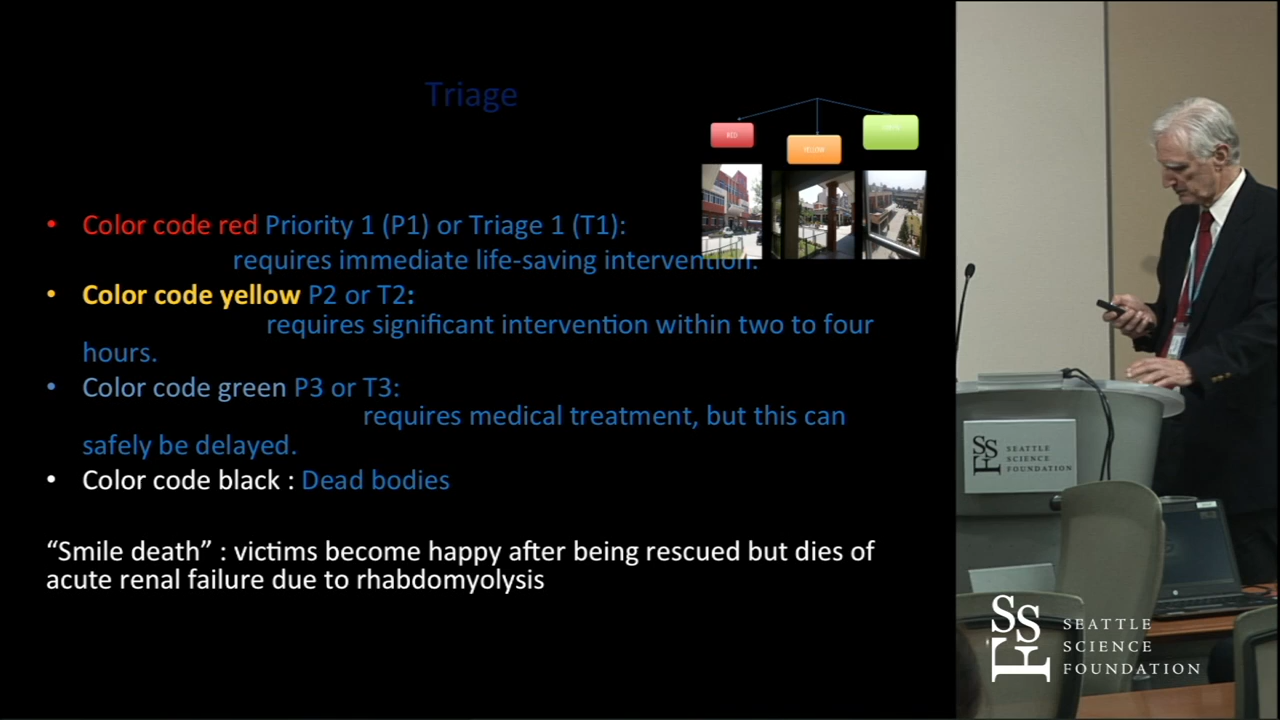 Triage
RED
YELLOW
• Color code red Priority 1 (P1) or Triage 1 (T1):
requires immediate life-saving intervention.
• Color code yellow P2 or T2:
requires significant intervention within two to four
hours.
• Color code green P3 or T3:
requires medical treatment, but this can
safely be delayed.
• Color code black : Dead bodies
“Smile death” : victims become happy after being rescued but dies of
acute renal failure due to rhabdomyolysis
SSF
SEATTLE
SCIENCE
FOUNDATION
SSF
SEATTLE
SCIENCE
FOUNDATION